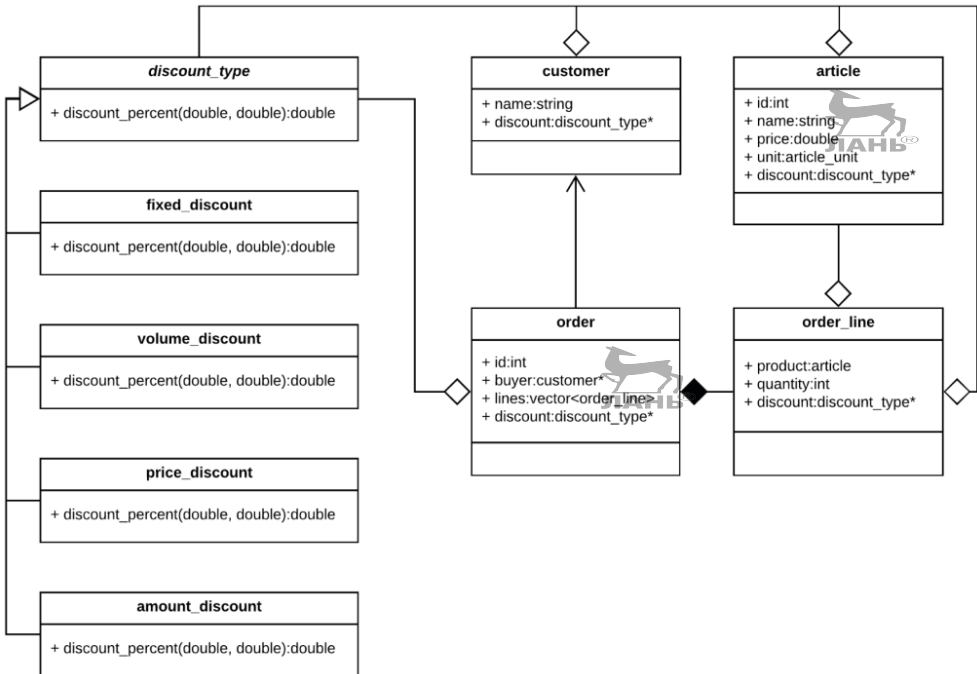 discount_type
+ discount_percent(double, double):double
fixed_discount
+ discount_percent(double, double):double
volume_discount
+ discount_percent(double, double):double
price_discount
+ discount_percent(double, double):double
amount_discount
+ discount_percent(double, double):double
customer
+ name:string
+ discount:discount_type*
article
+ id:int
+ name:string
+ price:double
+ unit:article_unit
+ discount:discount_type*
ЛАНЬ®
order
+ id:int
+ buyer:customer*
+ lines:vector<order_line>
+ discount:discount_type*
ЛАНЬ
order_line
+ product:article
+ quantity:int
+ discount:discount_type*